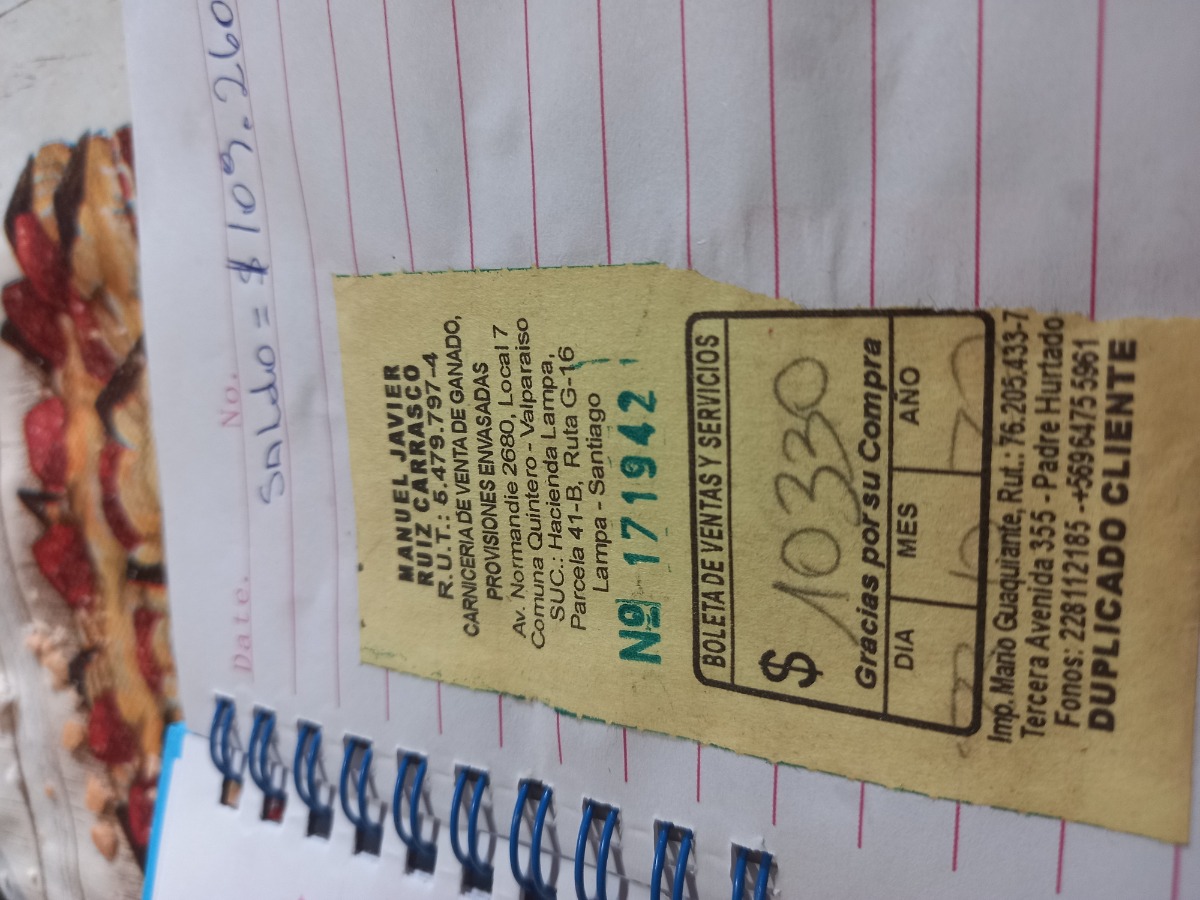 Date. No.
SALDO = $ 109.260
MANUEL JAVIER
RUIZ CARRASCO
R.U.T.: 5.479.797-4
CARNICERIA DE VENTA DE GANADO,
PROVISIONES ENVASADAS
Av. Normandie 2680, Local 7
Comuna Quintero - Valparaiso
SUC.: Hacienda Lampa,
Parcela 41-B, Ruta G-16
Lampa - Santiago
Nº 171942
BOLETA DE VENTAS Y SERVICIOS
$ 10330
Gracias por su Compra
DIA MES AÑO
Imp. Mario Guaquiante, Rut.: 76.205.433-7
Tercera Avenida 355 - Padre Hurtado
Fonos: 228112185 -+56964755961
DUPLICADO CLIENTE